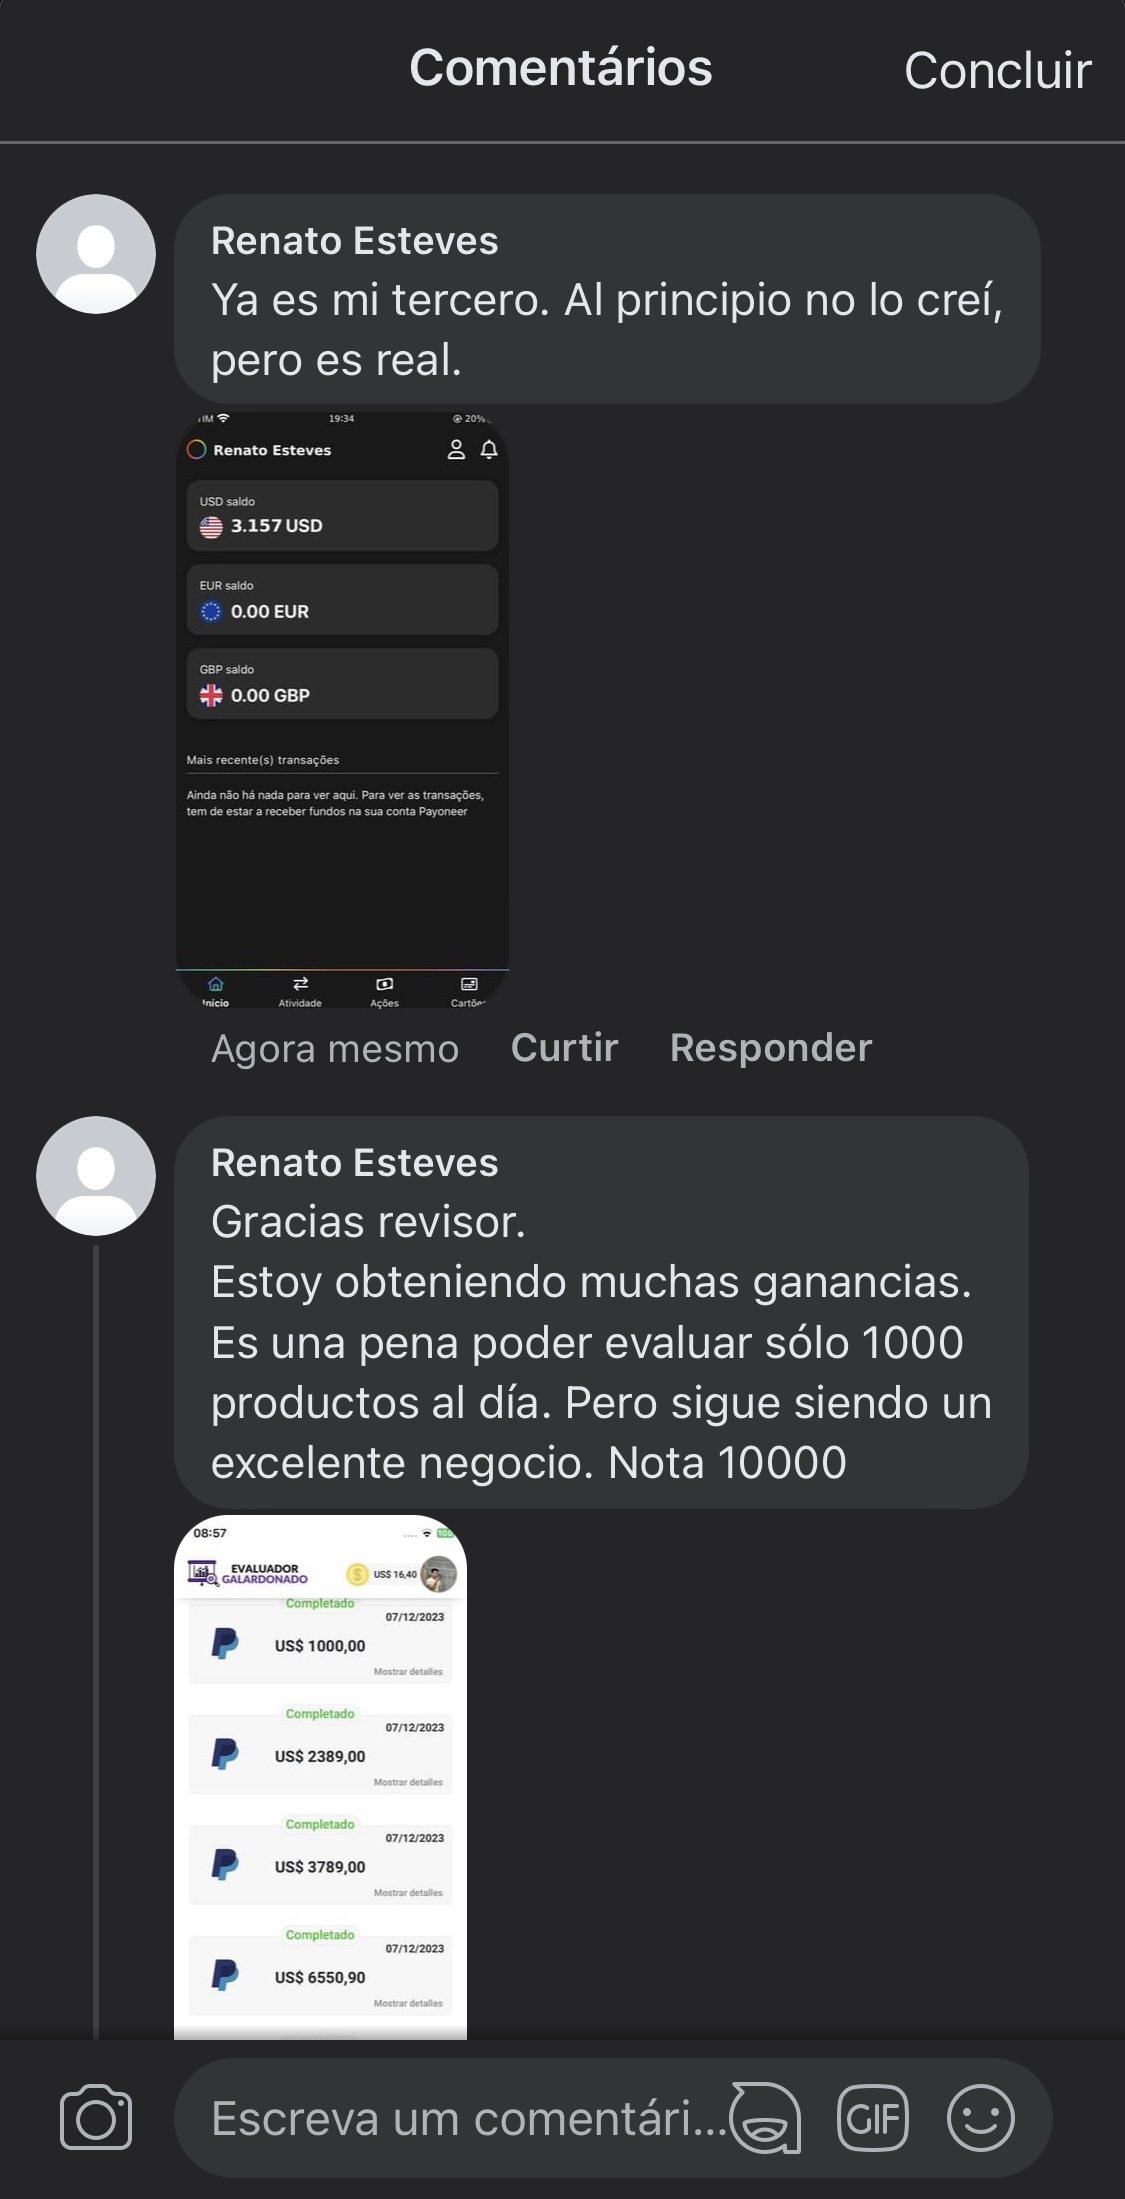 Comentários
Concluir
Renato Esteves
Ya es mi tercero. Al principio no lo creí,
pero es real.
19:34
20%
Renato Esteves
USD saldo
3.157 USD
EUR saldo
0.00 EUR
GBP saldo
0.00 GBP
Mais recente(s) transações
Ainda não há nada para ver aqui. Para ver as transações,
tem de estar a receber fundos na sua conta Payoneer
Início
Atividade
Ações
Agora mesmo
Curtir
Responder
Renato Esteves
Gracias revisor.
Estoy obteniendo muchas ganancias.
Es una pena poder evaluar sólo 1000
productos al día. Pero sigue siendo un
excelente negocio. Nota 10000
08:57
EVALUADOR
GALARDONADO
US$ 16,40
Completado
07/12/2023
US$ 1000,00
Mostrar detalles
Completado
07/12/2023
US$ 2389,00
Mostrar detalles
Completado
07/12/2023
US$ 3789,00
Mostrar detalles
Completado
07/12/2023
US$ 6550,90
Mostrar detalles
Escreva um comentári...
GIF